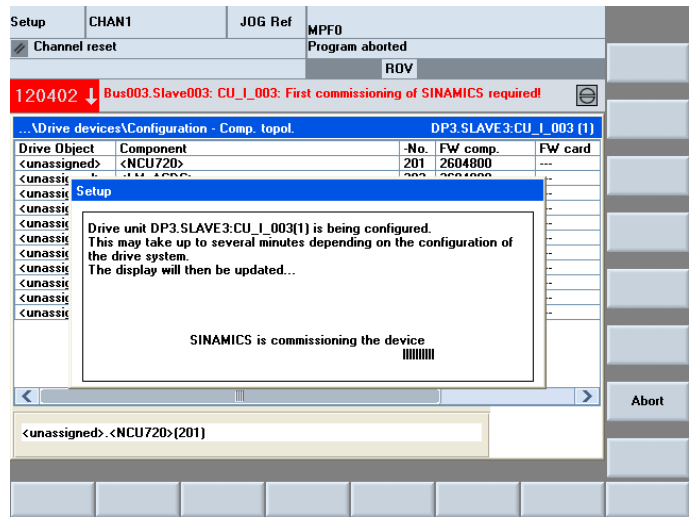 Setup CHAN1 JOG Ref MPF0
Channel reset Program aborted
ROV
120402 Bus003.Slave003: CU_I_003: First commissioning of SINAMICS required!
...\Drive devices\Configuration - Comp. topol. DP3.SLAVE3:CU_I_003 (1)
Drive Object Component -No. FW comp. FW card
<unassigned> <NCU720> 201 2604800 ---
Setup
Drive unit DP3.SLAVE3:CU_I_003(1) is being configured.
This may take up to several minutes depending on the configuration of
the drive system.
The display will then be updated...
SINAMICS is commissioning the device
Abort
<unassigned>.<NCU720>(201)